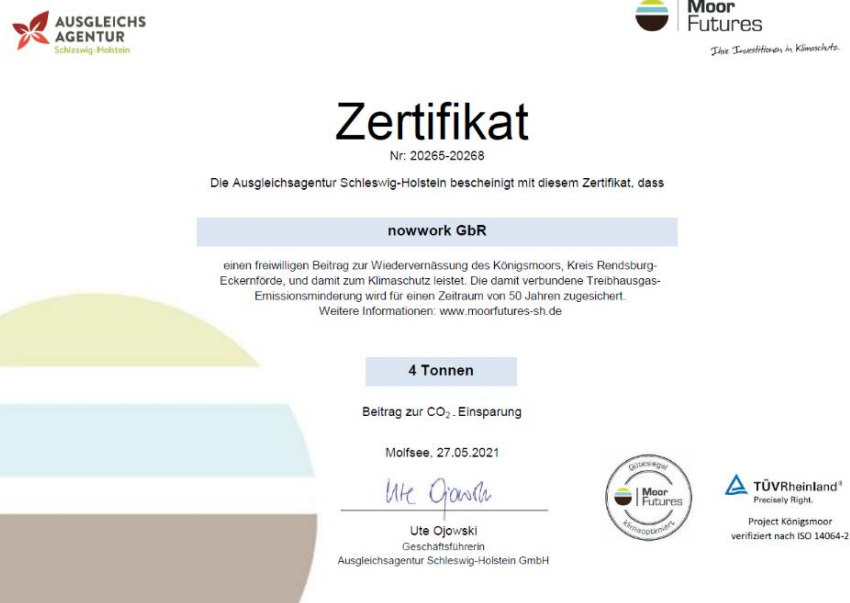 AUSGLEICHS
AGENTUR
Schleswig-Holstein
Moor
Futures
Ihre Investitionen in Klimaschutz.
Zertifikat
Nr: 20265-20268
Die Ausgleichsagentur Schleswig-Holstein bescheinigt mit diesem Zertifikat, dass
nowwork GbR
einen freiwilligen Beitrag zur Wiedervernässung des Königsmoors, Kreis Rendsburg-
Eckernförde, und damit zum Klimaschutz leistet. Die damit verbundene Treibhausgas-
Emissionsminderung wird für einen Zeitraum von 50 Jahren zugesichert.
Weitere Informationen: www.moorfutures-sh.de
4 Tonnen
Beitrag zur CO₂ - Einsparung
Molfsee, 27.05.2021
Ute Ojowski
Ute Ojowski
Geschäftsführerin
Ausgleichsagentur Schleswig-Holstein GmbH
Gütesiegel
Moor
Futures
klimaoptimiert
TÜVRheinland®
Precisely Right.
Project Königsmoor
verifiziert nach ISO 14064-2